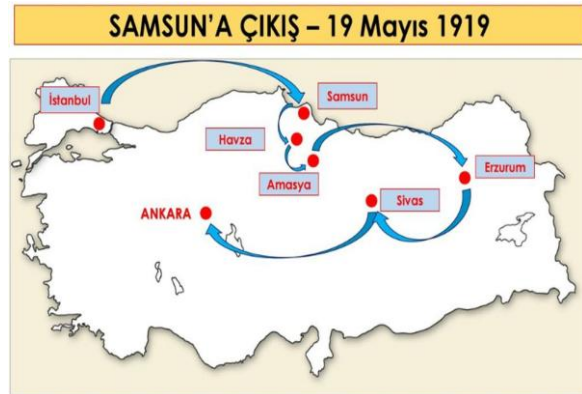 SAMSUN'A ÇIKIŞ – 19 Mayıs 1919
İstanbul
Samsun
Havza
Amasya
Erzurum
Sivas
ANKARA